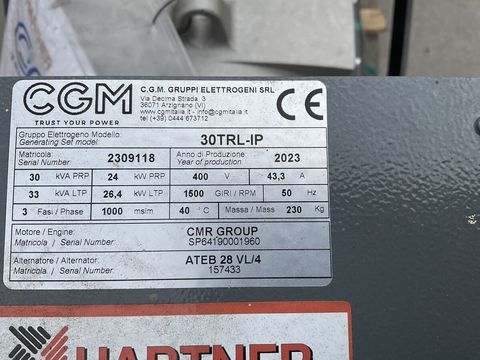 CGM
TRUST YOUR POWER
C.G.M. GRUPPI ELETTROGENI SRL
Via Decima Strada, 3
36071 Arzignano (VI)
www.cgmitalia.it - info@cgmitalia.it
tel (+39) 0444 673712
CE
Gruppo Elettrogeno Modello:
Generating Set model:
30TRL-IP
Matricola:
Serial Number
2309118
Anno di Produzione:
Year of Production:
2023
30 kVA PRP 24 kW PRP 400 V 43,3 A
33 kVA LTP 26,4 kW LTP 1500 GIRI / RPM 50 Hz
3 Fasi / Phase 1000 mslm 40 °C Massa / Mass 230 Kg
Motore / Engine:
Matricola / Serial Number:
CMR GROUP
SP64190001960
Alternatore / Alternator:
Matricola / Serial Number:
ATEB 28 VL/4
157433
HARTNER